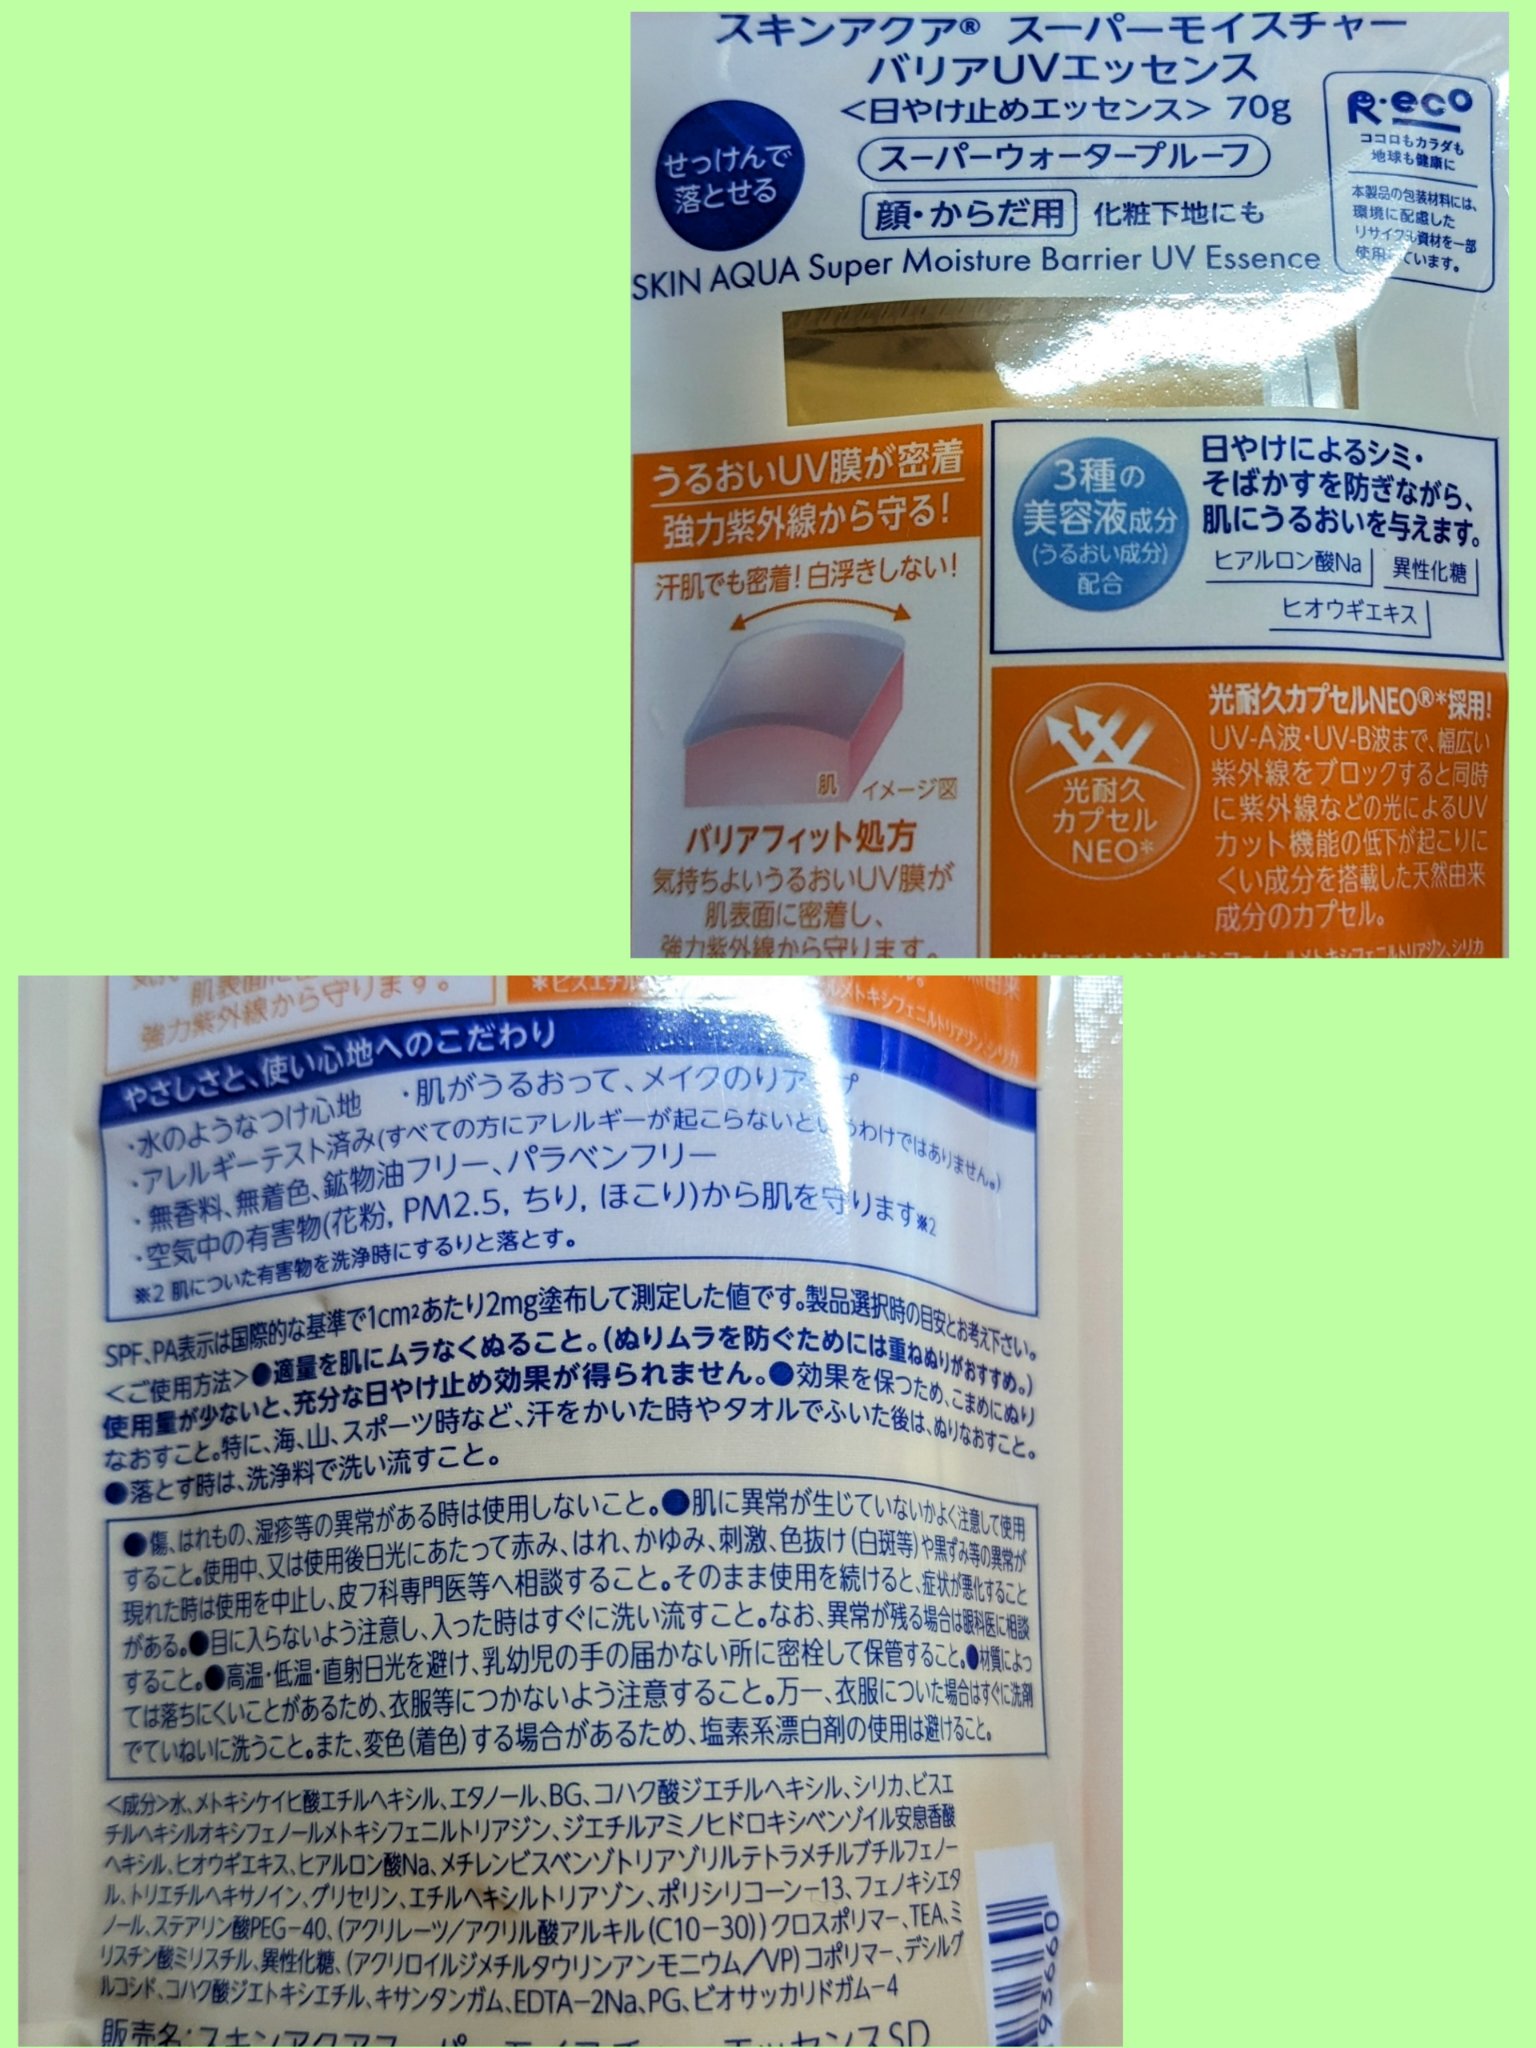 スキンアクア® スーパーモイスチャー
バリアUVエッセンス
<日やけ止めエッセンス> 70g
せっけんで
落とせる
スーパーウォータープルーフ
顔・からだ用 化粧下地にも
SKIN AQUA Super Moisture Barrier UV Essence
R・eco
ココロもカラダも
地球も健康に
本製品の包装材料には、
環境に配慮した
リサイクル資材を一部
使用しています。
うるおいUV膜が密着
強力紫外線から守る!
汗肌でも密着!白浮きしない!
肌 イメージ図
バリアフィット処方
気持ちよいうるおいUV膜が
肌表面に密着し、
強力紫外線から守ります。
3種の
美容液成分
(うるおい成分)
配合
日やけによるシミ・
そばかすを防ぎながら、
肌にうるおいを与えます。
ヒアルロン酸Na 異性化糖
ヒオウギエキス
光耐久
カプセル
NEO*
光耐久カプセルNEO®*採用!
UV-A波・UV-B波まで、幅広い
紫外線をブロックすると同時
に紫外線などの光によるUV
カット機能の低下が起こりに
くい成分を搭載した天然由来
成分のカプセル。
強力紫外線から守ります。
*ビスエチル ルメトキシフェニルトリアジン、シリカ
やさしさと、使い心地へのこだわり
・水のようなつけ心地 ・肌がうるおって、メイクのりアップ
・アレルギーテスト済み(すべての方にアレルギーが起こらないというわけではありません。)
・無香料、無着色、鉱物油フリー、パラベンフリー
・空気中の有害物(花粉, PM2.5, ちり, ほこり)から肌を守ります※2
※2 肌についた有害物を洗浄時にするりと落とす。
SPF、PA表示は国際的な基準で1cm²あたり2mg塗布して測定した値です。製品選択時の目安とお考え下さい。
<ご使用方法>●適量を肌にムラなくぬること。(ぬりムラを防ぐためには重ねぬりがおすすめ。)
使用量が少ないと、充分な日やけ止め効果が得られません。●効果を保つため、こまめにぬり
なおすこと。特に、海、山、スポーツ時など、汗をかいた時やタオルでふいた後は、ぬりなおすこと。
●落とす時は、洗浄料で洗い流すこと。
●傷、はれもの、湿疹等の異常がある時は使用しないこと。●肌に異常が生じていないかよく注意して使用
すること。使用中、又は使用後日光にあたって赤み、はれ、かゆみ、刺激、色抜け(白斑等)や黒ずみ等の異常が
現れた時は使用を中止し、皮フ科専門医等へ相談すること。そのまま使用を続けると、症状が悪化すること
がある。●目に入らないよう注意し、入った時はすぐに洗い流すこと。なお、異常が残る場合は眼科医に相談
すること。●高温・低温・直射日光を避け、乳幼児の手の届かない所に密栓して保管すること。●材質によっ
ては落ちにくいことがあるため、衣服等につかないよう注意すること。万一、衣服についた場合はすぐに洗剤
でていねいに洗うこと。また、変色(着色)する場合があるため、塩素系漂白剤の使用は避けること。
<成分>水、メトキシケイヒ酸エチルヘキシル、エタノール、BG、コハク酸ジエチルヘキシル、シリカ、ビスエ
チルヘキシルオキシフェノールメトキシフェニルトリアジン、ジエチルアミノヒドロキシベンゾイル安息香酸
ヘキシル、ヒオウギエキス、ヒアルロン酸Na、メチレンビスベンゾトリアゾリルテトラメチルブチルフェノー
ル、トリエチルヘキサノイン、グリセリン、エチルヘキシルトリアゾン、ポリシリコーン-13、フェノキシエタ
ノール、ステアリン酸PEG-40、(アクリレーツ/アクリル酸アルキル(C10-30))クロスポリマー、TEA、ミ
リスチン酸ミリスチル、異性化糖、(アクリロイルジメチルタウリンアンモニウム/VP)コポリマー、デシルグ
ルコシド、コハク酸ジエトキシエチル、キサンタンガム、EDTA-2Na、PG、ビオサッカリドガム-4
93660